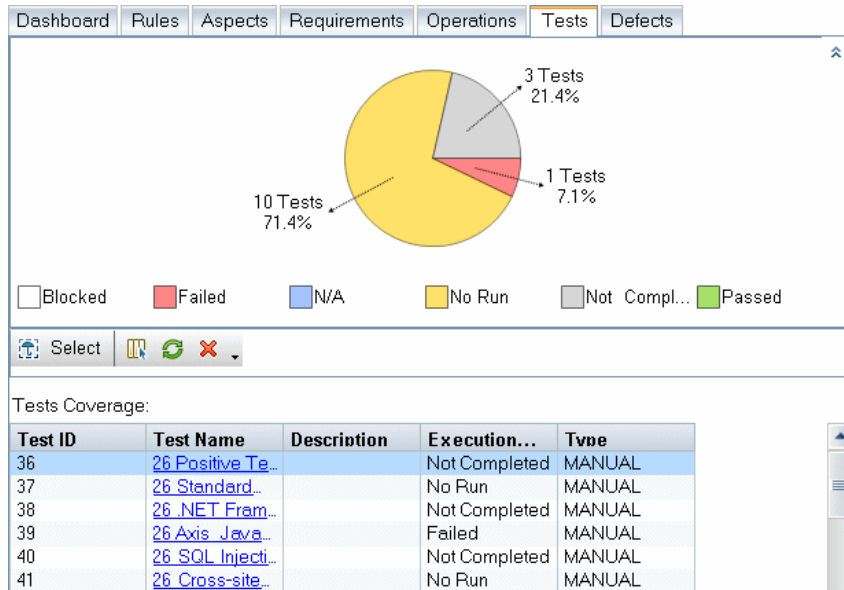 Dashboard Rules Aspects Requirements Operations Tests Defects
3 Tests
21.4%
1 Tests
7.1%
10 Tests
71.4%
Blocked Failed N/A No Run Not Compl... Passed
Select
Tests Coverage:
Test ID Test Name Description Execution... Type
36 26 Positive Te... Not Completed MANUAL
37 26 Standard... No Run MANUAL
38 26 .NET Fram... Not Completed MANUAL
39 26 Axis Java... Failed MANUAL
40 26 SQL Injecti... Not Completed MANUAL
41 26 Cross-site... No Run MANUAL